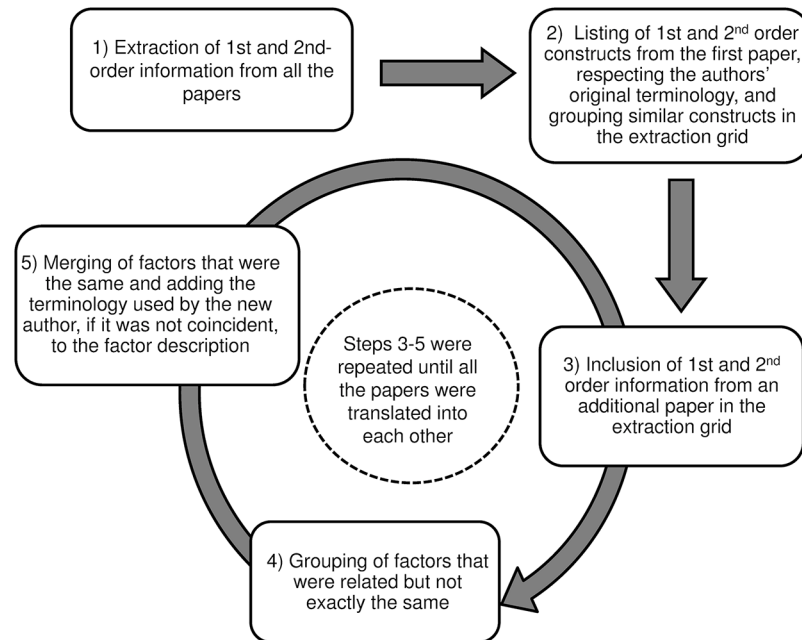 1) Extraction of 1st and 2nd-
order information from all the
papers
2) Listing of 1st and 2nd order
constructs from the first paper,
respecting the authors'
original terminology, and
grouping similar constructs in
the extraction grid
3) Inclusion of 1st and 2nd
order information from an
additional paper in the
extraction grid
4) Grouping of factors that
were related but not
exactly the same
5) Merging of factors that were
the same and adding the
terminology used by the new
author, if it was not coincident,
to the factor description
Steps 3-5 were
repeated until all
the papers were
translated into
each other